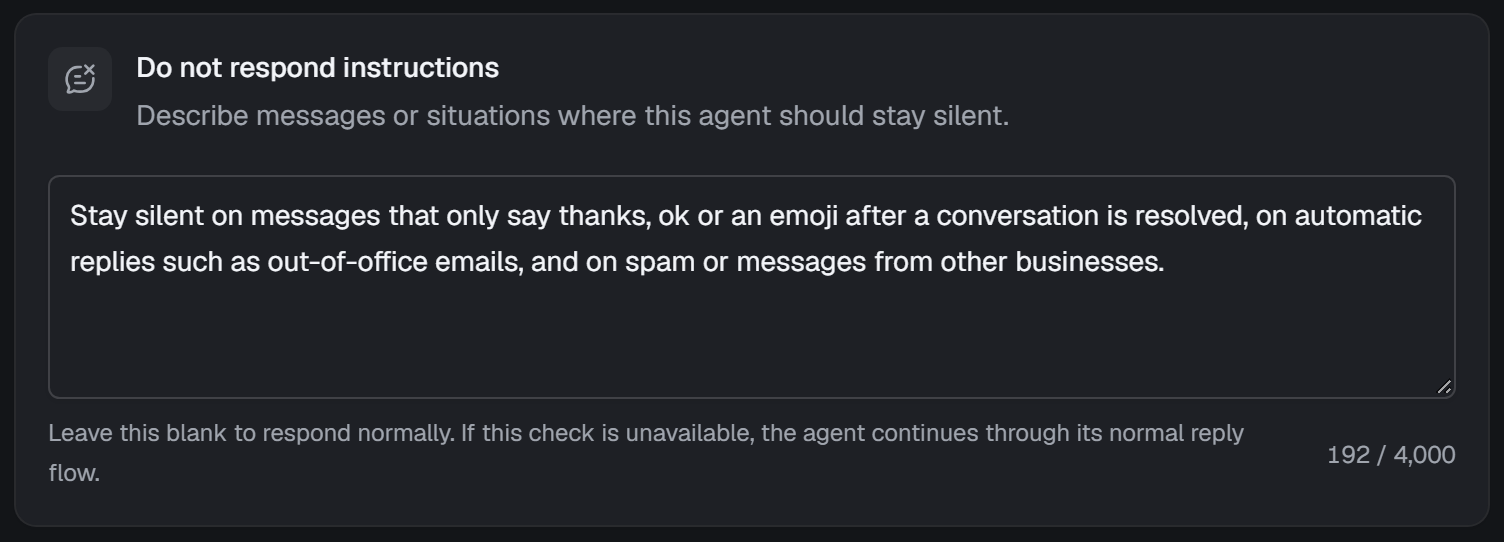 Do not respond instructions
Describe messages or situations where this agent should stay silent.
Stay silent on messages that only say thanks, ok or an emoji after a conversation is resolved, on automatic
replies such as out-of-office emails, and on spam or messages from other businesses.
Leave this blank to respond normally. If this check is unavailable, the agent continues through its normal reply
flow.
192 / 4,000